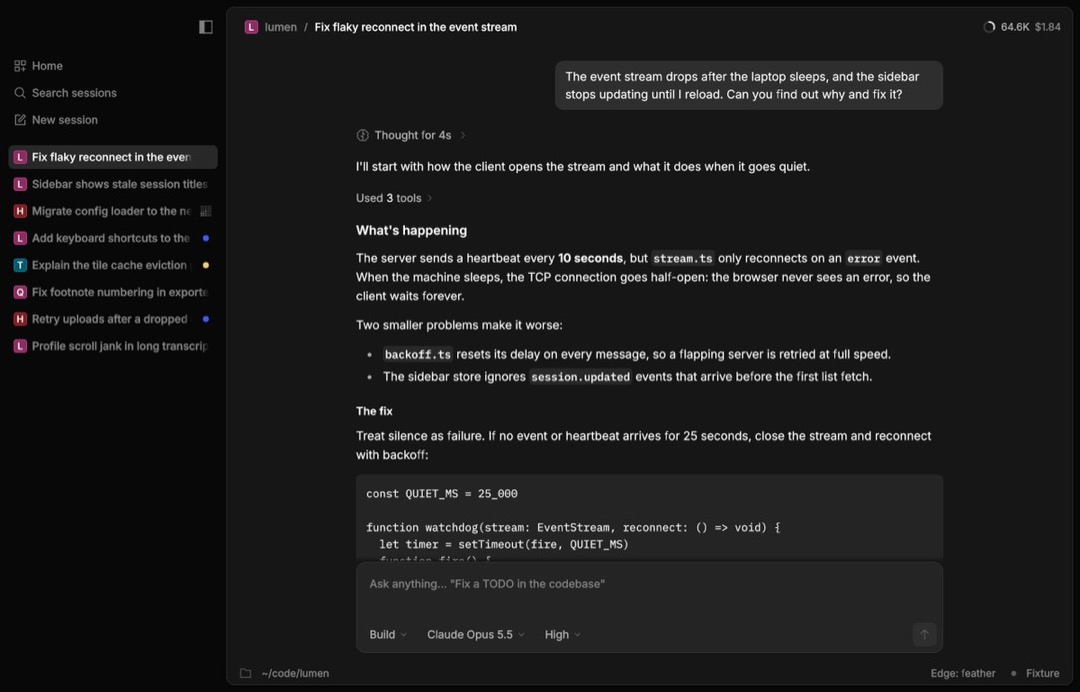 L lumen / Fix flaky reconnect in the event stream
64.6K $1.84
Home
Search sessions
New session
L Fix flaky reconnect in the even
L Sidebar shows stale session titles
H Migrate config loader to the ne
L Add keyboard shortcuts to the
T Explain the tile cache eviction
Q Fix footnote numbering in exporte
H Retry uploads after a dropped
L Profile scroll jank in long transcrip
The event stream drops after the laptop sleeps, and the sidebar
stops updating until I reload. Can you find out why and fix it?
Thought for 4s
I'll start with how the client opens the stream and what it does when it goes quiet.
Used 3 tools
What's happening
The server sends a heartbeat every 10 seconds, but stream.ts only reconnects on an error event.
When the machine sleeps, the TCP connection goes half-open: the browser never sees an error, so the
client waits forever.
Two smaller problems make it worse:
• backoff.ts resets its delay on every message, so a flapping server is retried at full speed.
• The sidebar store ignores session.updated events that arrive before the first list fetch.
The fix
Treat silence as failure. If no event or heartbeat arrives for 25 seconds, close the stream and reconnect
with backoff:
const QUIET_MS = 25_000
function watchdog(stream: EventStream, reconnect: () => void) {
let timer = setTimeout(fire, QUIET_MS)
function fire() {
Ask anything... "Fix a TODO in the codebase"
Build Claude Opus 5.5 High
~/code/lumen
Edge: feather • Fixture